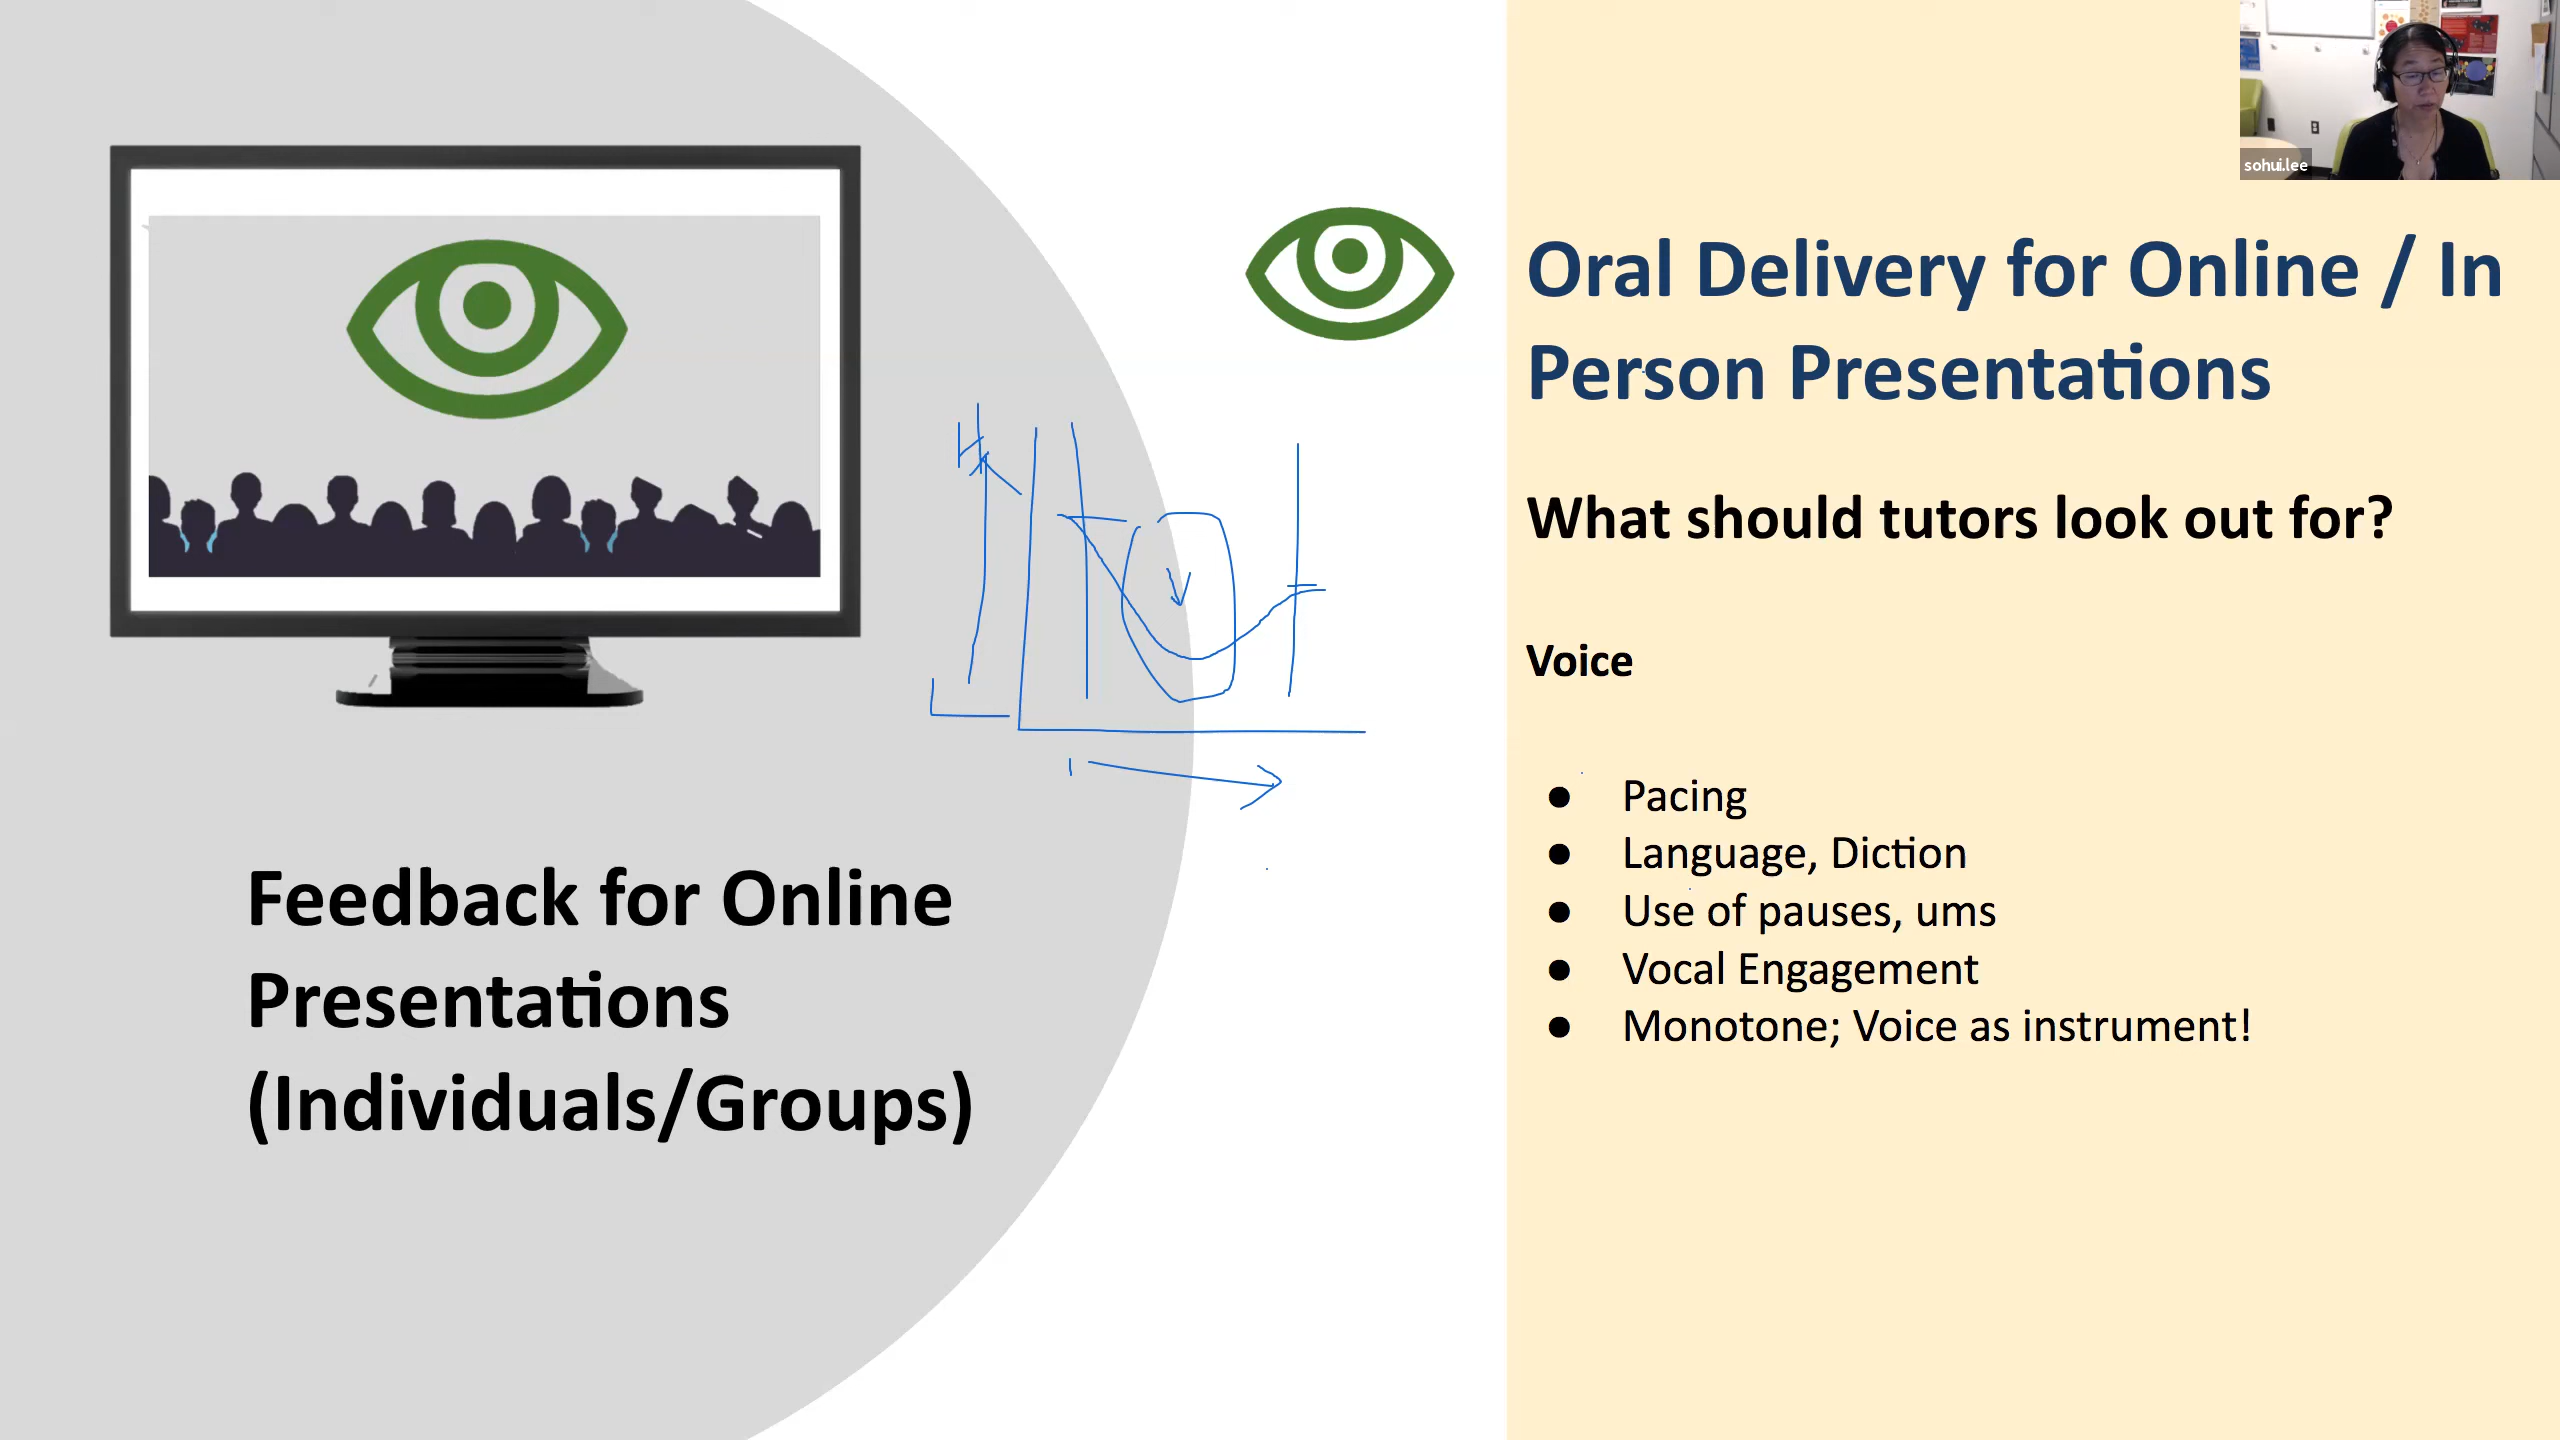 sohui.lee
Oral Delivery for Online / In
Person Presentations
What should tutors look out for?
Voice
● Pacing
● Language, Diction
● Use of pauses, ums
● Vocal Engagement
● Monotone; Voice as instrument!
Feedback for Online
Presentations
(Individuals/Groups)